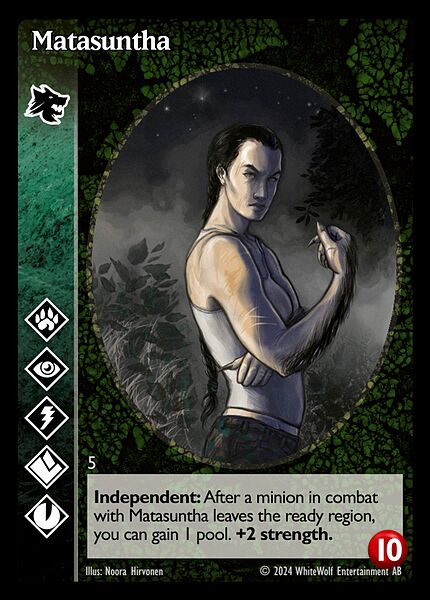 Matasuntha
5
Independent: After a minion in combat
with Matasuntha leaves the ready region,
you can gain 1 pool. +2 strength.
10
Illus: Noora Hirvonen © 2024 WhiteWolf Entertainment AB